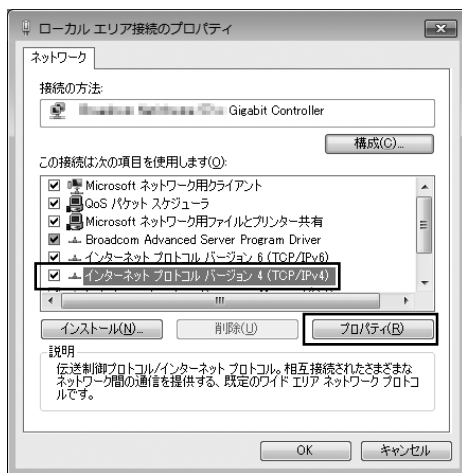 ローカル エリア接続のプロパティ
ネットワーク
接続の方法:
Gigabit Controller
構成(C)...
この接続は次の項目を使用します(O):
Microsoft ネットワーク用クライアント
QoS パケット スケジューラ
Microsoft ネットワーク用ファイルとプリンター共有
Broadcom Advanced Server Program Driver
インターネット プロトコル バージョン 6 (TCP/IPv6)
インターネット プロトコル バージョン 4 (TCP/IPv4)
インストール(N)...
削除(U)
プロパティ(R)
説明
伝送制御プロトコル/インターネット プロトコル。相互接続されたさまざまな
ネットワーク間の通信を提供する、既定のワイド エリア ネットワーク プロトコ
ルです。
OK
キャンセル